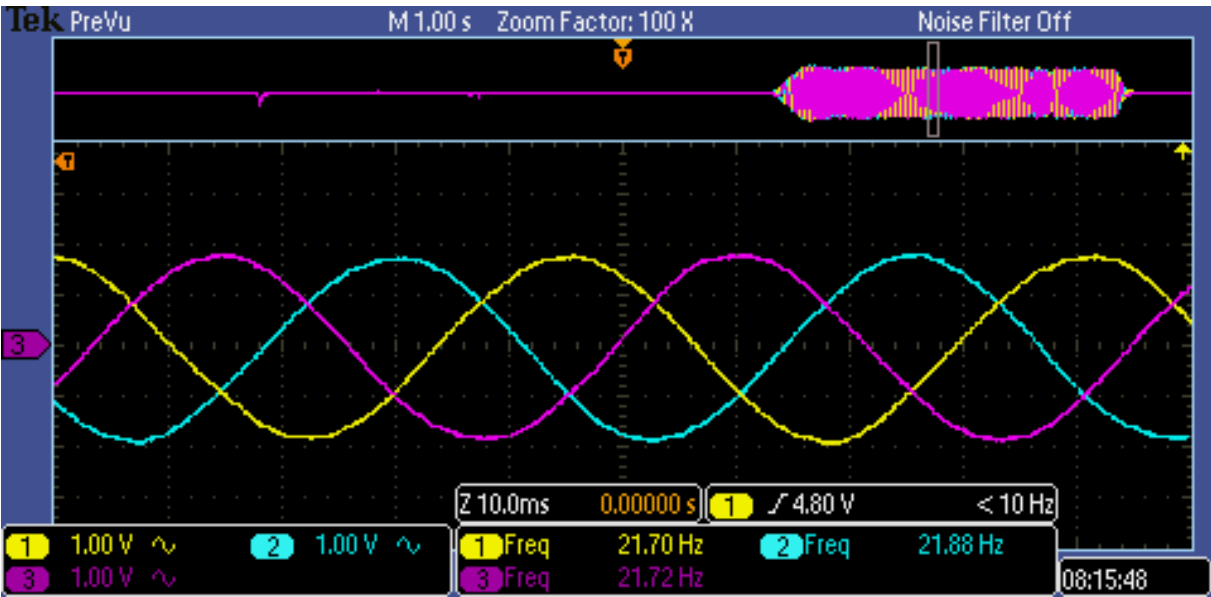 Tek PreVu M 1.00 s Zoom Factor: 100 X Noise Filter Off
T
T
3
Z 10.0ms 0.00000 s 1 4.80 V < 10 Hz
1 1.00 V 2 1.00 V 1 Freq 21.70 Hz 2 Freq 21.88 Hz
3 1.00 V 3 Freq 21.72 Hz 08:15:48